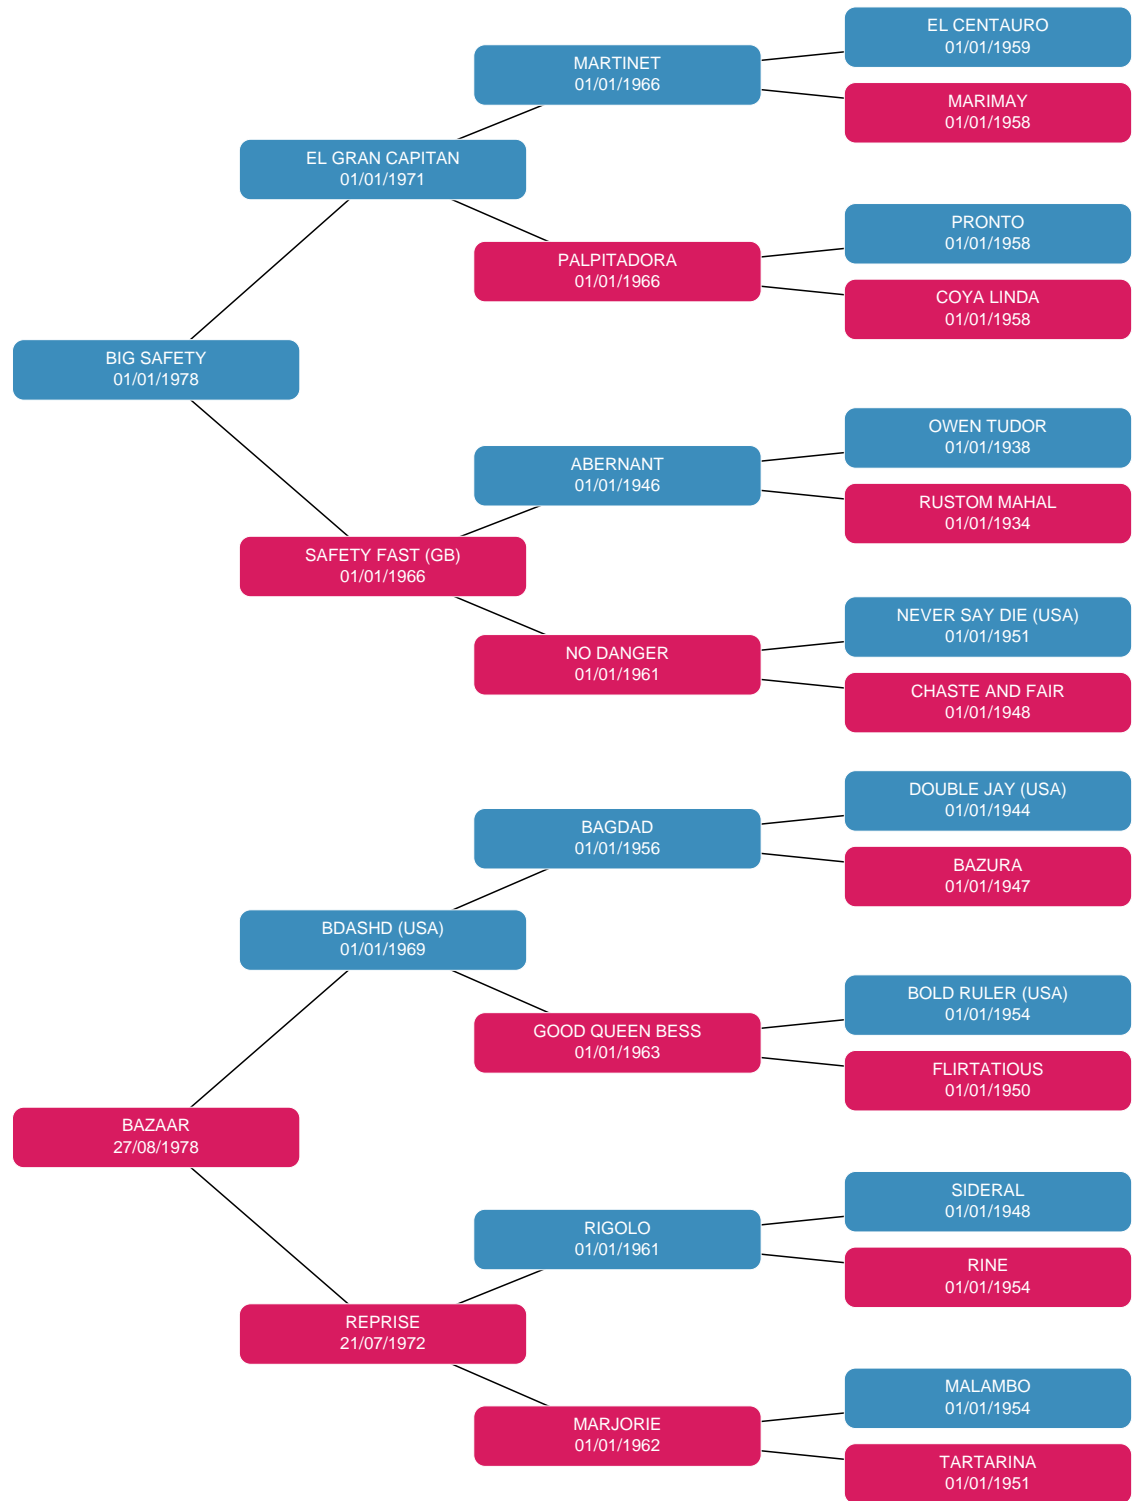 EL CENTAURO
01/01/1959
MARTINET
01/01/1966
MARIMAY
01/01/1958
EL GRAN CAPITAN
01/01/1971
PRONTO
01/01/1958
PALPITADORA
01/01/1966
COYA LINDA
01/01/1958
BIG SAFETY
01/01/1978
OWEN TUDOR
01/01/1938
ABERNANT
01/01/1946
RUSTOM MAHAL
01/01/1934
SAFETY FAST (GB)
01/01/1966
NEVER SAY DIE (USA)
01/01/1951
NO DANGER
01/01/1961
CHASTE AND FAIR
01/01/1948
DOUBLE JAY (USA)
01/01/1944
BAGDAD
01/01/1956
BAZURA
01/01/1947
BDASHD (USA)
01/01/1969
BOLD RULER (USA)
01/01/1954
GOOD QUEEN BESS
01/01/1963
FLIRTATIOUS
01/01/1950
BAZAAR
27/08/1978
SIDERAL
01/01/1948
RIGOLO
01/01/1961
RINE
01/01/1954
REPRISE
21/07/1972
MALAMBO
01/01/1954
MARJORIE
01/01/1962
TARTARINA
01/01/1951